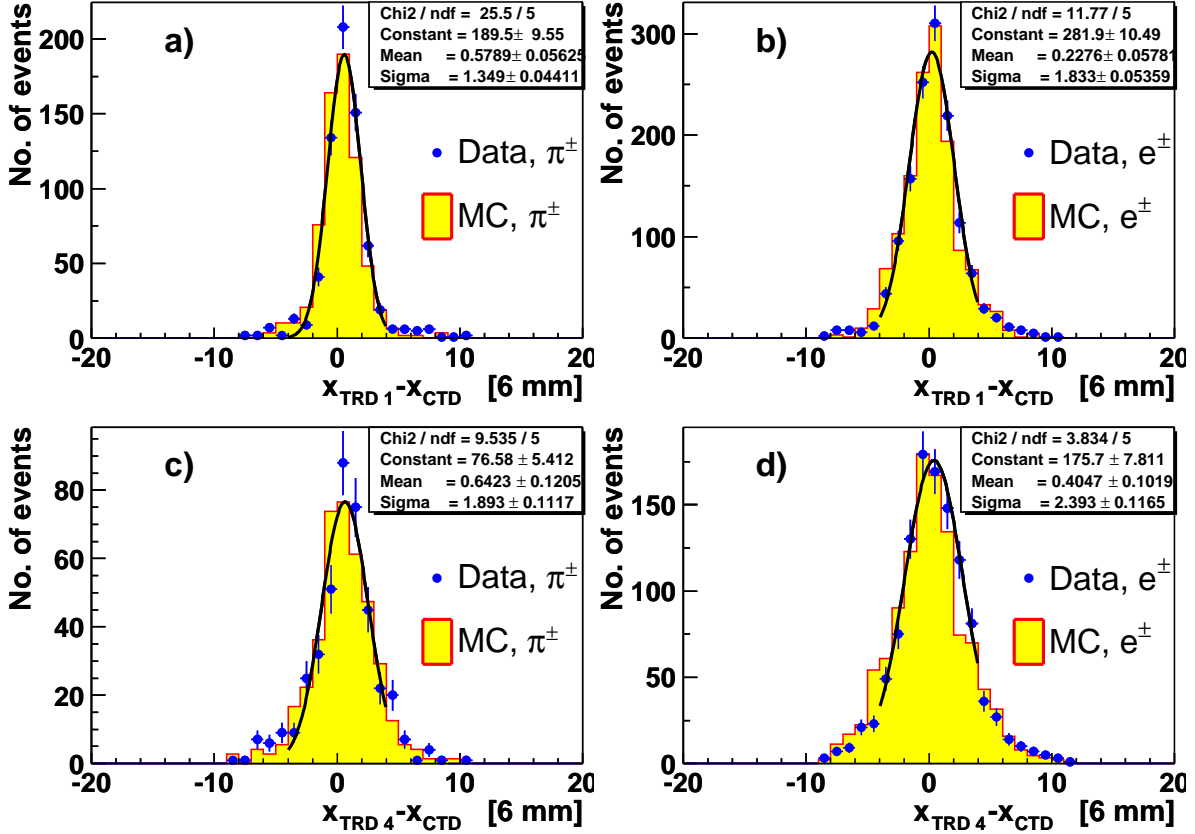 No. of events
a)
Chi2 / ndf = 25.5 / 5
Constant = 189.5 ± 9.55
Mean = 0.5789 ± 0.05625
Sigma = 1.349 ± 0.04411
Data, π±
MC, π±
0
50
100
150
200
-20 -10 0 10 20
xTRD 1-xCTD [6 mm]
No. of events
b)
Chi2 / ndf = 11.77 / 5
Constant = 281.9 ± 10.49
Mean = 0.2276 ± 0.05781
Sigma = 1.833 ± 0.05359
Data, e±
MC, e±
0
100
200
300
-20 -10 0 10 20
xTRD 1-xCTD [6 mm]
No. of events
c)
Chi2 / ndf = 9.535 / 5
Constant = 76.58 ± 5.412
Mean = 0.6423 ± 0.1205
Sigma = 1.893 ± 0.1117
Data, π±
MC, π±
0
20
40
60
80
-20 -10 0 10 20
xTRD 4-xCTD [6 mm]
No. of events
d)
Chi2 / ndf = 3.834 / 5
Constant = 175.7 ± 7.811
Mean = 0.4047 ± 0.1019
Sigma = 2.393 ± 0.1165
Data, e±
MC, e±
0
50
100
150
-20 -10 0 10 20
xTRD 4-xCTD [6 mm]